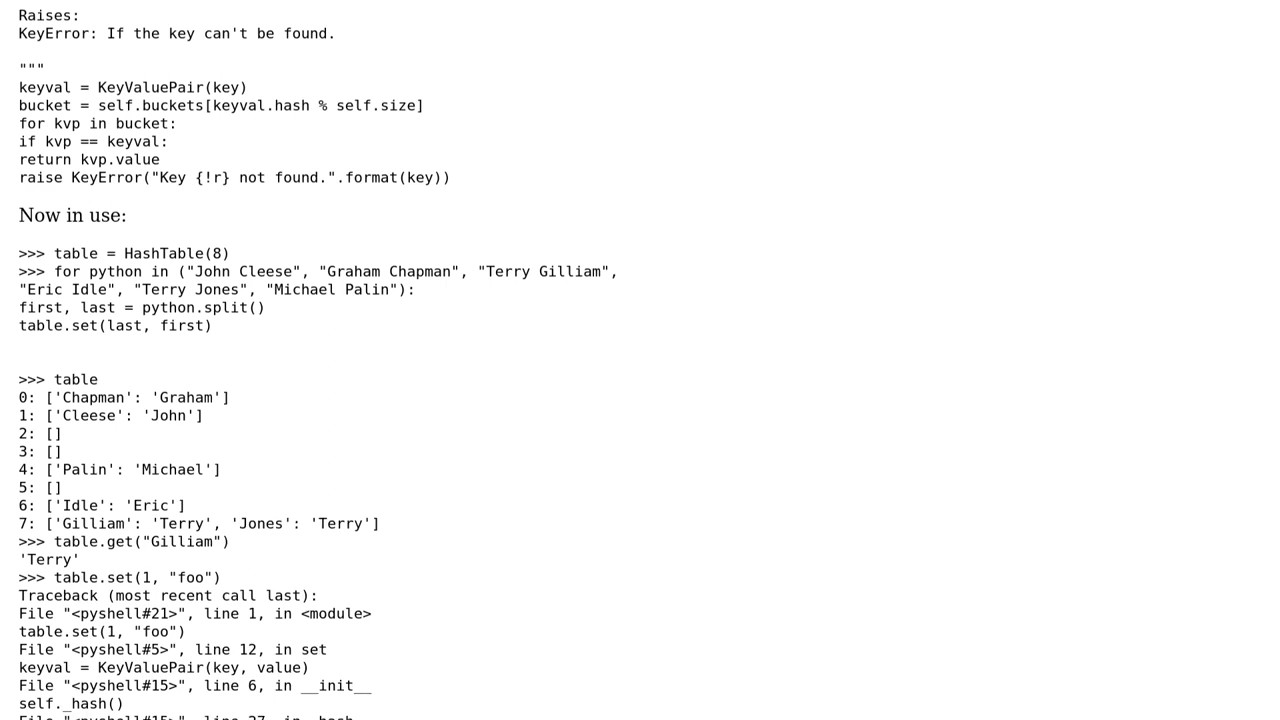 Raises:
KeyError: If the key can't be found.
"""
keyval = KeyValuePair(key)
bucket = self.buckets[keyval.hash % self.size]
for kvp in bucket:
if kvp == keyval:
return kvp.value
raise KeyError("Key {!r} not found.".format(key))
Now in use:
>>> table = HashTable(8)
>>> for python in ("John Cleese", "Graham Chapman", "Terry Gilliam",
"Eric Idle", "Terry Jones", "Michael Palin"):
first, last = python.split()
table.set(last, first)
>>> table
0: ['Chapman': 'Graham']
1: ['Cleese': 'John']
2: []
3: []
4: ['Palin': 'Michael']
5: []
6: ['Idle': 'Eric']
7: ['Gilliam': 'Terry', 'Jones': 'Terry']
>>> table.get("Gilliam")
'Terry'
>>> table.set(1, "foo")
Traceback (most recent call last):
File "<pyshell#21>", line 1, in <module>
table.set(1, "foo")
File "<pyshell#5>", line 12, in set
keyval = KeyValuePair(key, value)
File "<pyshell#15>", line 6, in __init__
self._hash()